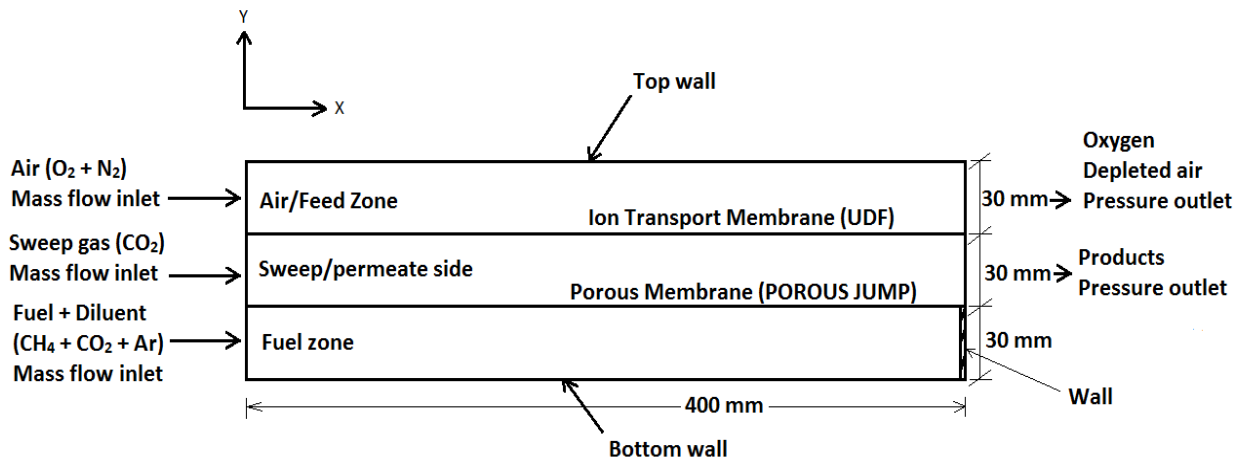 Y
X
Top wall
Air (O₂ + N₂)
Mass flow inlet
Air/Feed Zone
Ion Transport Membrane (UDF)
30 mm
Oxygen
Depleted air
Pressure outlet
Sweep gas (CO₂)
Mass flow inlet
Sweep/permeate side
Porous Membrane (POROUS JUMP)
30 mm
Products
Pressure outlet
Fuel + Diluent
(CH₄ + CO₂ + Ar)
Mass flow inlet
Fuel zone
30 mm
Wall
400 mm
Bottom wall